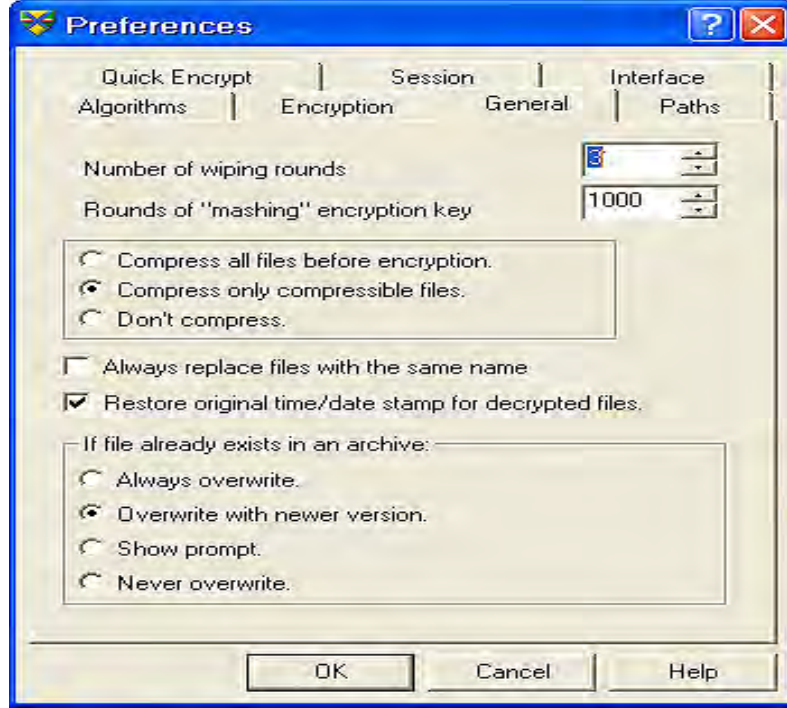 Preferences
Quick Encrypt Session Interface
Algorithms Encryption General Paths
Number of wiping rounds 3
Rounds of "mashing" encryption key 1000
Compress all files before encryption.
Compress only compressible files.
Don't compress.
Always replace files with the same name
Restore original time/date stamp for decrypted files.
If file already exists in an archive:
Always overwrite.
Overwrite with newer version.
Show prompt.
Never overwrite.
OK Cancel Help